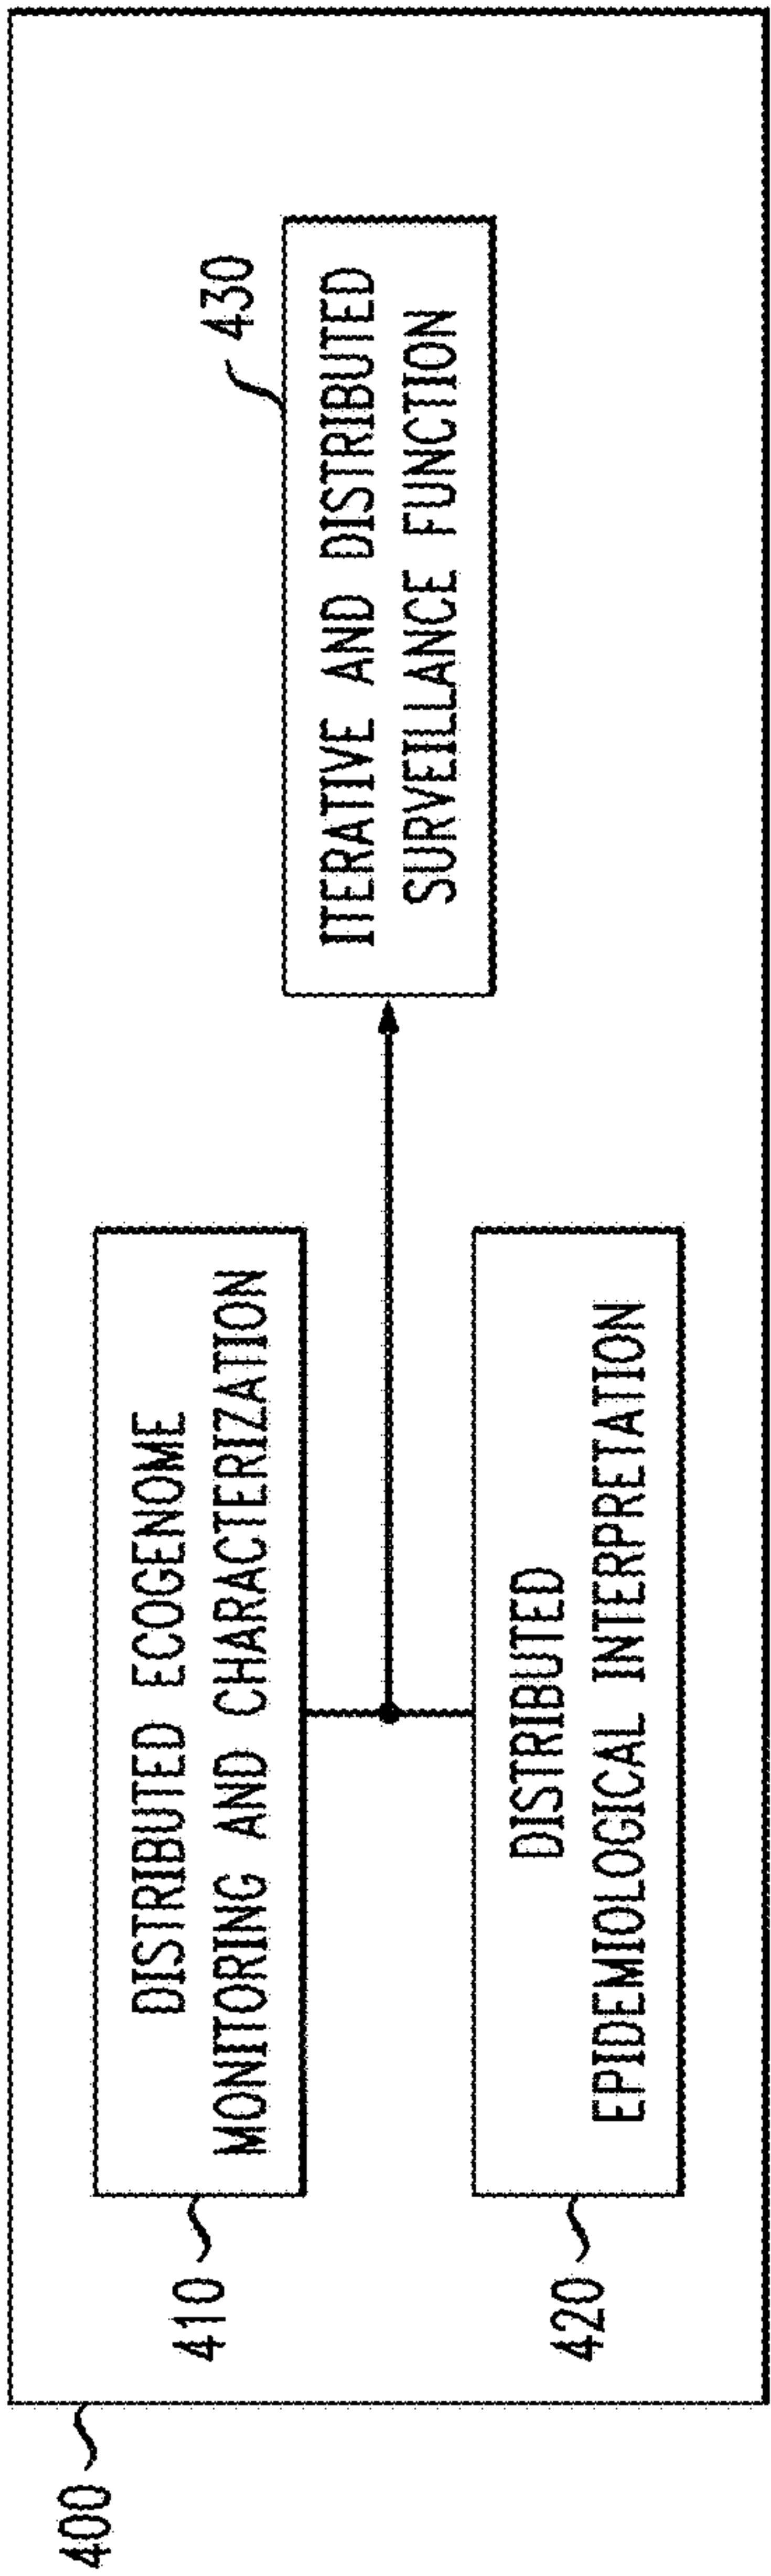 400
410
DISTRIBUTED ECOGENOME
MONITORING AND CHARACTERIZATION
420
DISTRIBUTED
EPIDEMIOLOGICAL INTERPRETATION
430
ITERATIVE AND DISTRIBUTED
SURVEILLANCE FUNCTION